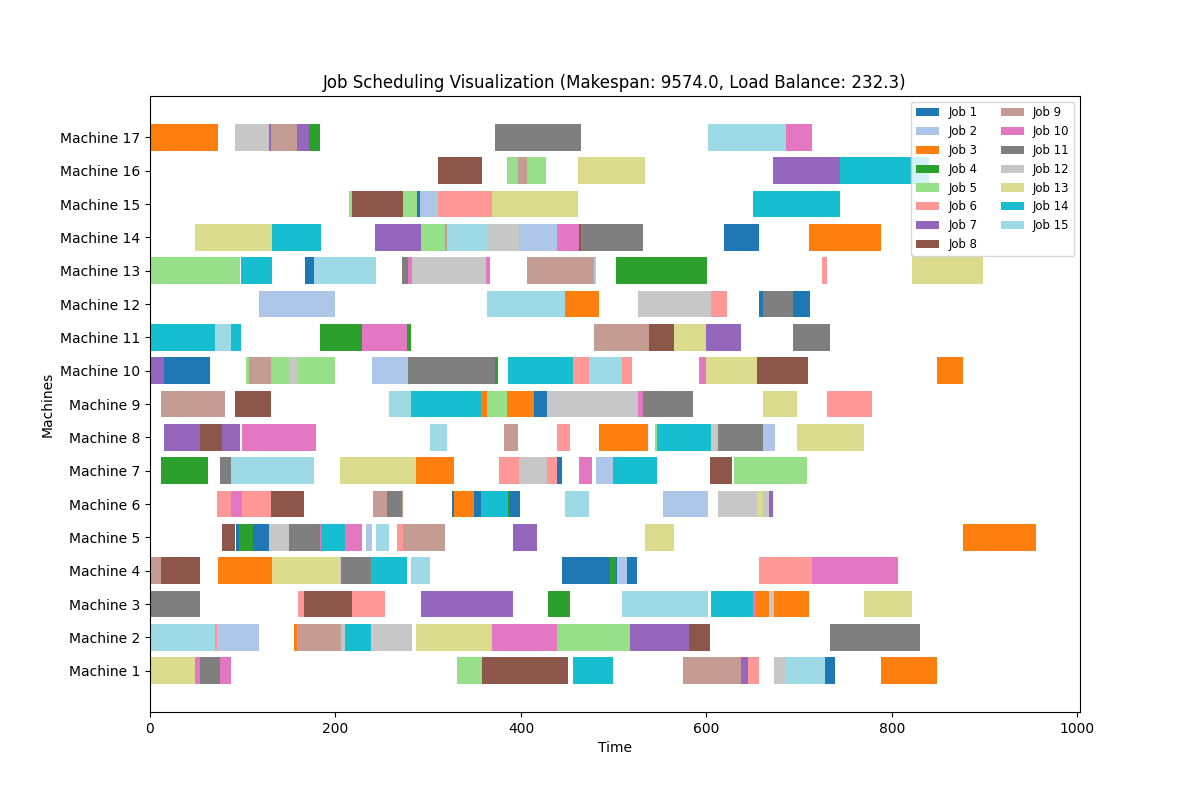 Job Scheduling Visualization (Makespan: 9574.0, Load Balance: 232.3)
Machines
Machine 17
Machine 16
Machine 15
Machine 14
Machine 13
Machine 12
Machine 11
Machine 10
Machine 9
Machine 8
Machine 7
Machine 6
Machine 5
Machine 4
Machine 3
Machine 2
Machine 1
Job 1
Job 2
Job 3
Job 4
Job 5
Job 6
Job 7
Job 8
Job 9
Job 10
Job 11
Job 12
Job 13
Job 14
Job 15
0 200 400 600 800 1000
Time